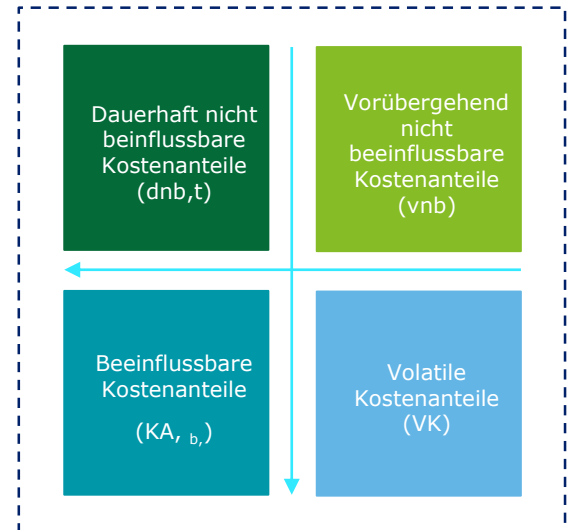 Dauerhaft nicht
beinflussbare
Kostenanteile
(dnb,t)
Vorübergehend
nicht
beeinflussbare
Kostenanteile
(vnb)
Beeinflussbare
Kostenanteile
(KA, b,)
Volatile
Kostenanteile
(VK)